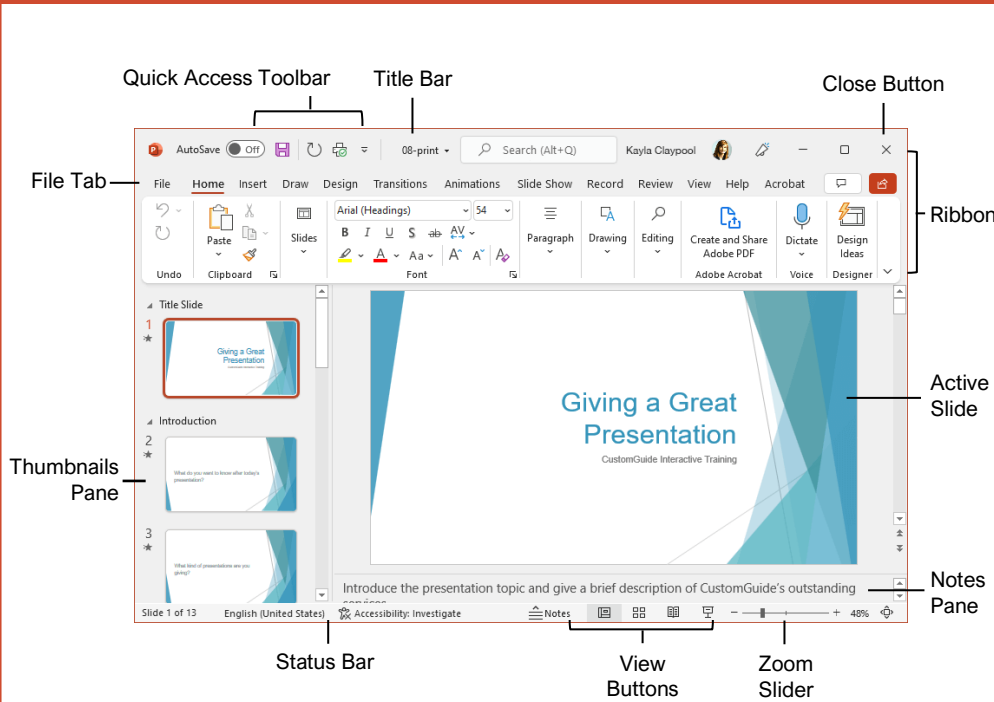 Quick Access Toolbar
Title Bar
Close Button
P
AutoSave
Off
08-print
Search (Alt+Q)
Kayla Claypool
File Tab
File Home Insert Draw Design Transitions Animations Slide Show Record Review View Help Acrobat
Ribbon
Arial (Headings) 54
B I U S ab AV
A Aa A A A
Paste
Slides
Paragraph
Drawing
Editing
Create and Share
Adobe PDF
Dictate
Design
Ideas
Undo Clipboard Font Adobe Acrobat Voice Designer
Title Slide
1
Giving a Great
Presentation
CustomGuide Interactive Training
Introduction
2
What do you want to know after today's
presentation?
3
What kind of presentations are you
giving?
Thumbnails
Pane
Giving a Great
Presentation
CustomGuide Interactive Training
Active
Slide
Introduce the presentation topic and give a brief description of CustomGuide's outstanding
services
Notes
Pane
Slide 1 of 13 English (United States) Accessibility: Investigate Notes 48%
Status Bar
View
Buttons
Zoom
Slider